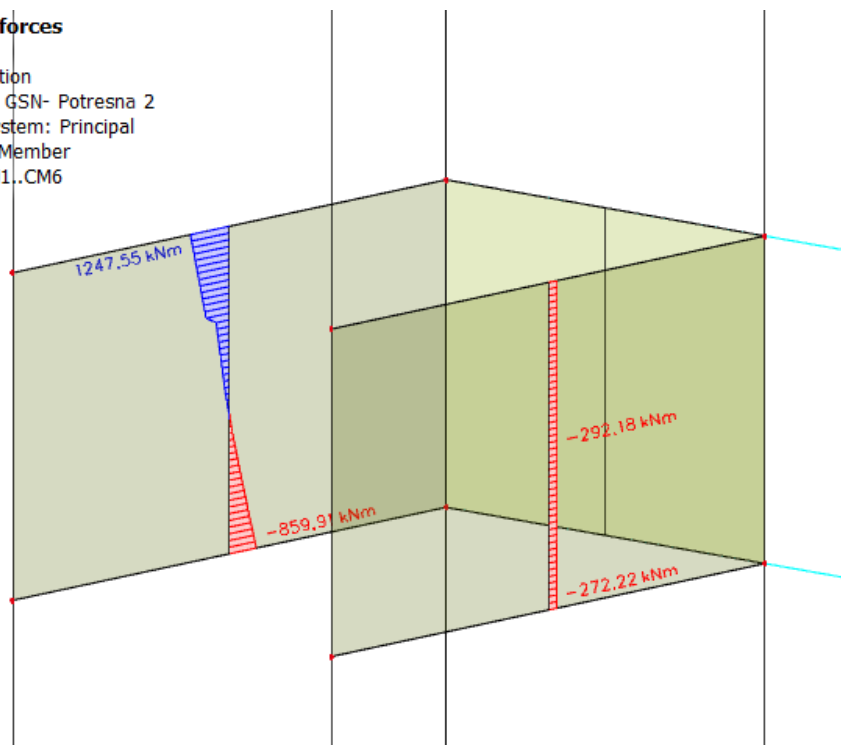 forces
tion
GSN- Potresna 2
stem: Principal
Member
1..CM6
1247.55 kNm
-292.18 kNm
-859.91 kNm
-272.22 kNm